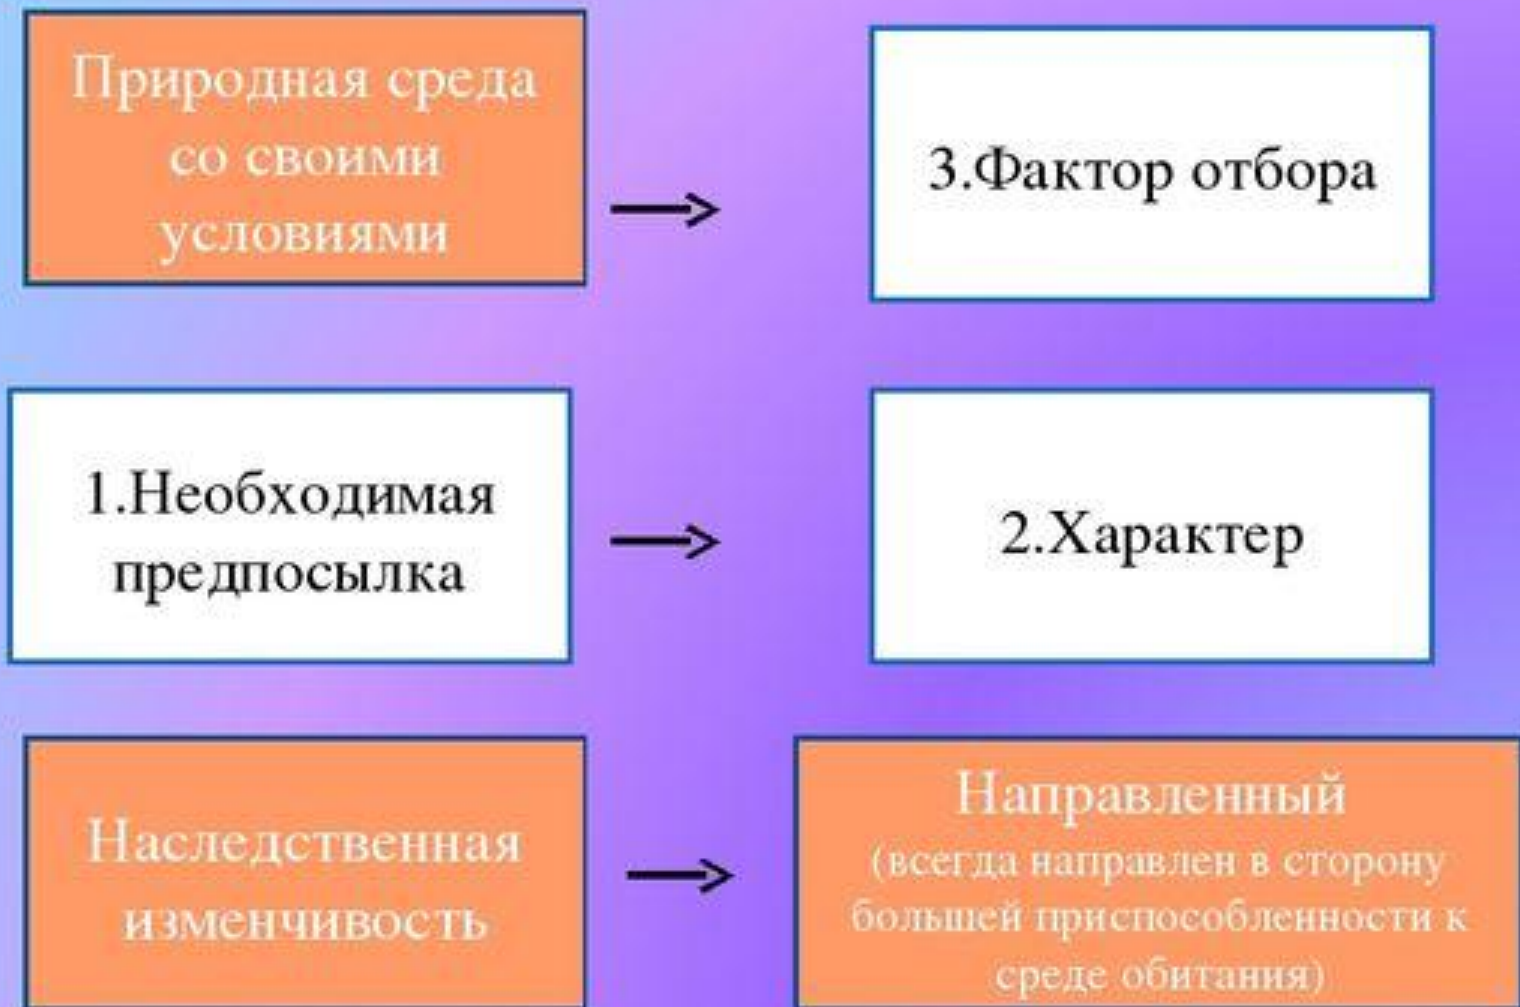 Природная среда
со своими
условиями
3.Фактор отбора
1.Необходимая
предпосылка
2.Характер
Наследственная
изменчивость
Направленный
(всегда направлен в сторону
большей приспособленности к
среде обитания)